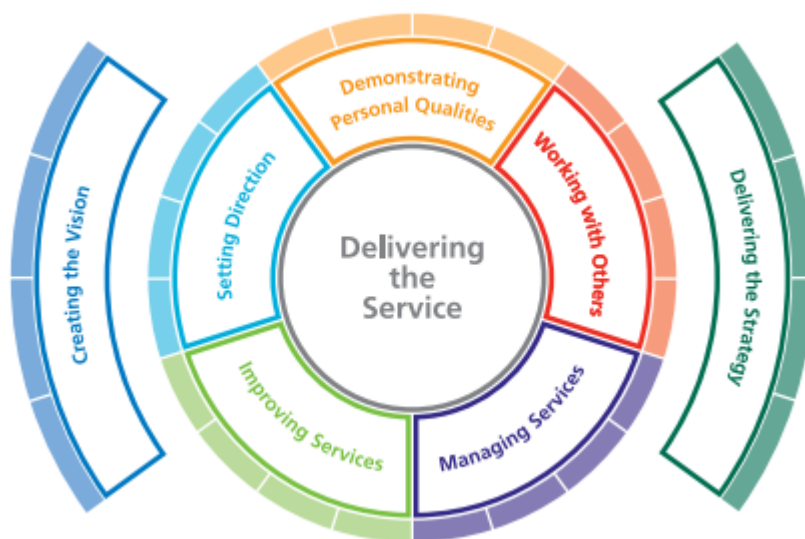 Demonstrating
Personal Qualities
Working with Others
Managing Services
Improving Services
Setting Direction
Delivering
the
Service
Creating the Vision
Delivering the Strategy